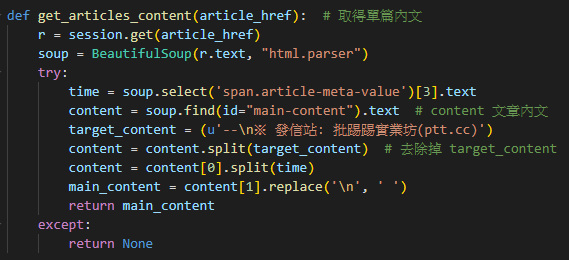 def get_articles_content(article_href):  # 取得單篇內文
    r = session.get(article_href)
    soup = BeautifulSoup(r.text, "html.parser")
    try:
        time = soup.select('span.article-meta-value')[3].text
        content = soup.find(id="main-content").text  # content 文章內文
        target_content = (u'--\n※ 發信站: 批踢踢實業坊(ptt.cc)')
        content = content.split(target_content)  # 去除掉 target_content
        content = content[0].split(time)
        main_content = content[1].replace('\n', ' ')
        return main_content
    except:
        return None